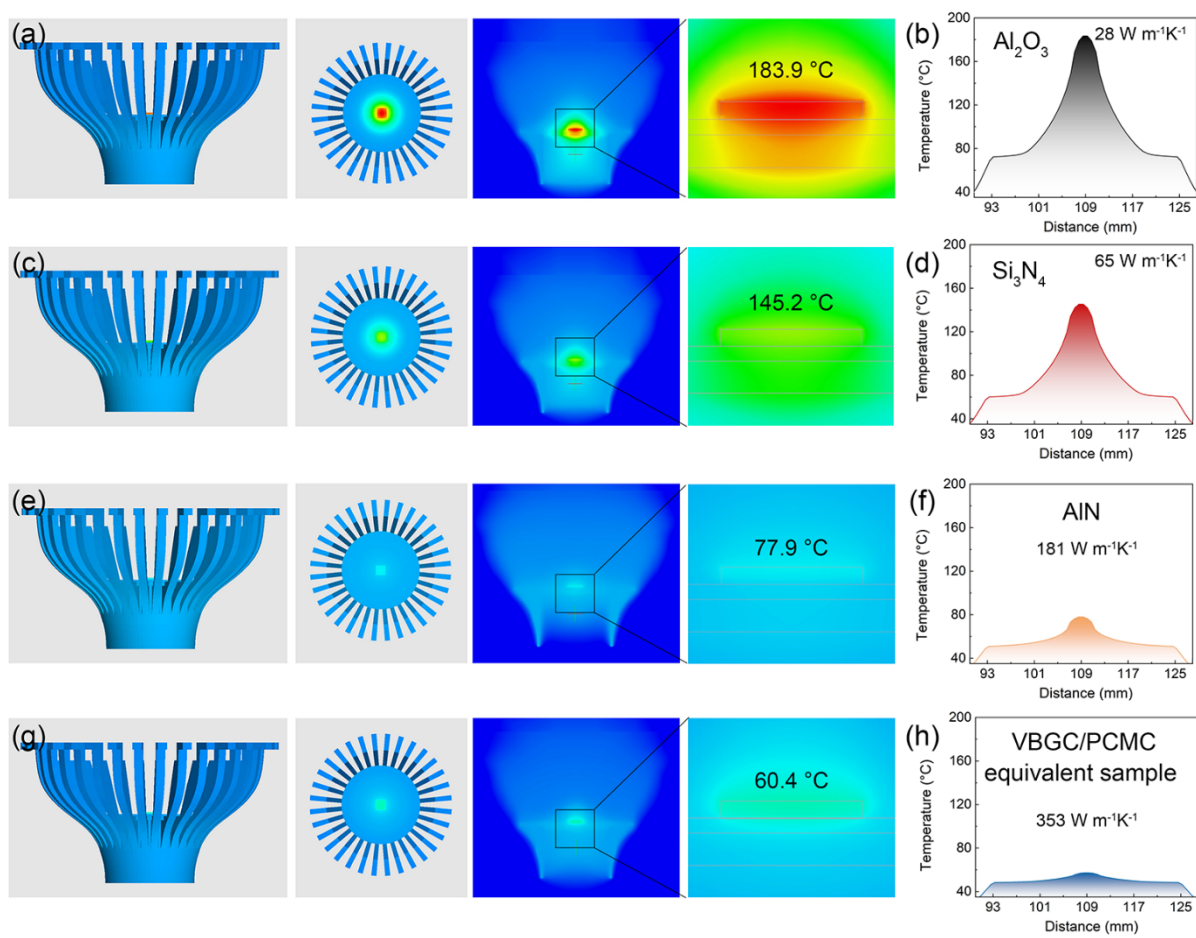 (a)
183.9 °C
(b)
Al₂O₃
28 W m⁻¹K⁻¹
Temperature (°C)
200
160
120
80
40
93 101 109 117 125
Distance (mm)
(c)
145.2 °C
(d)
Si₃N₄
65 W m⁻¹K⁻¹
Temperature (°C)
200
160
120
80
40
93 101 109 117 125
Distance (mm)
(e)
77.9 °C
(f)
AlN
181 W m⁻¹K⁻¹
Temperature (°C)
200
160
120
80
40
93 101 109 117 125
Distance (mm)
(g)
60.4 °C
(h)
VBGC/PCMC
equivalent sample
353 W m⁻¹K⁻¹
Temperature (°C)
200
160
120
80
40
93 101 109 117 125
Distance (mm)